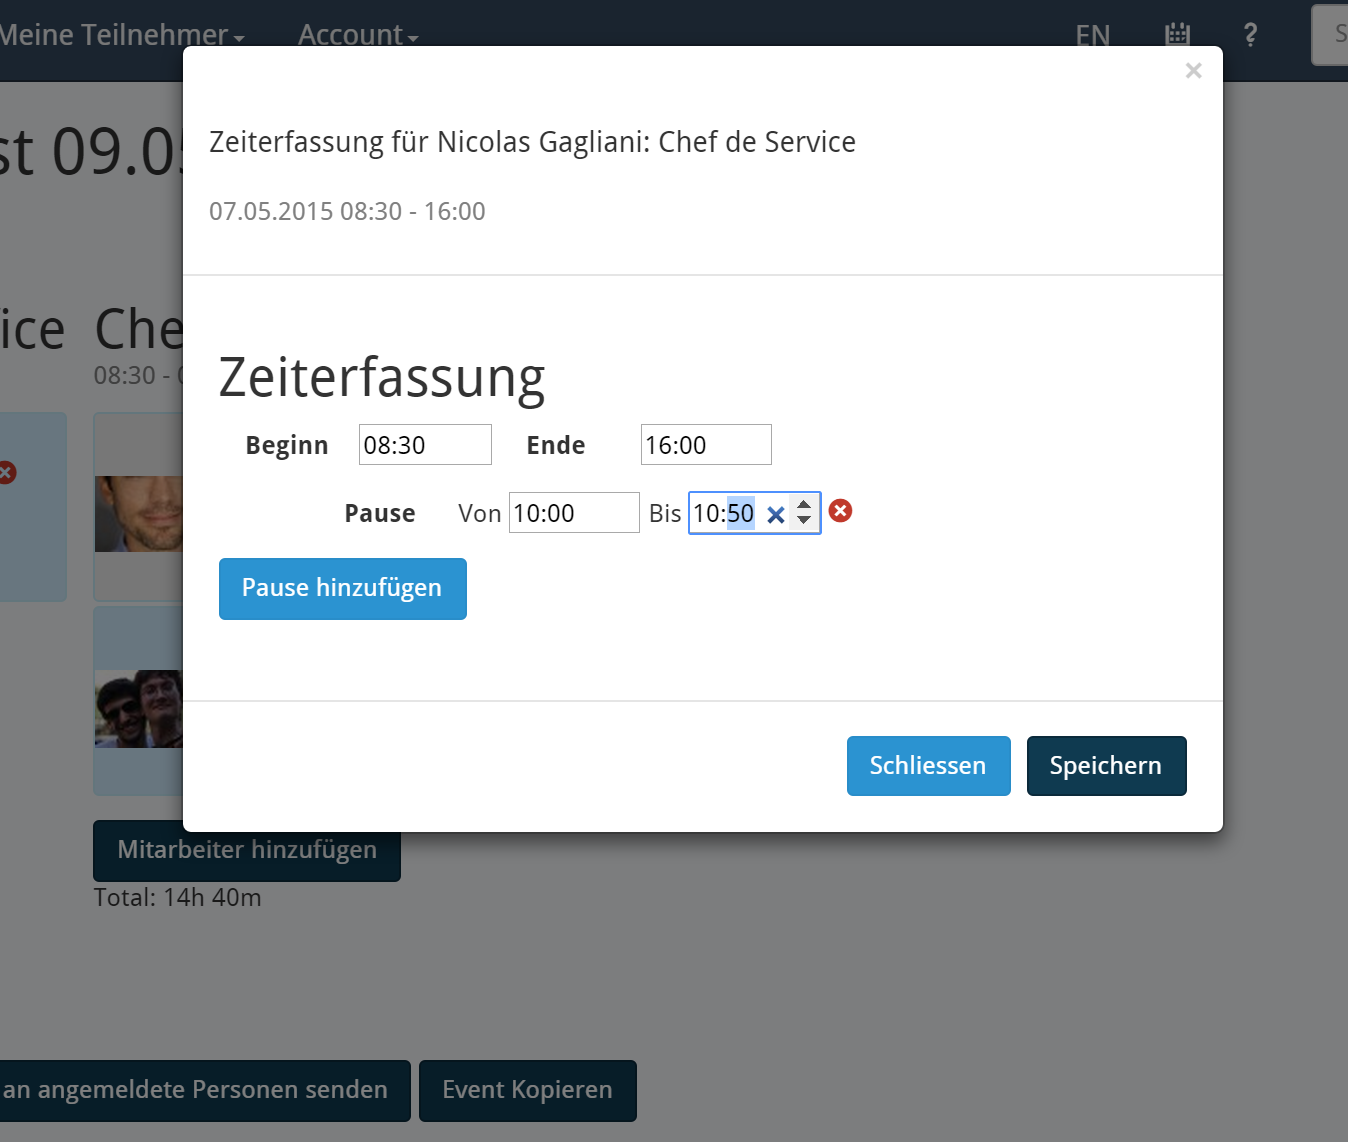 Meine Teilnehmer Account EN ? S
st 09.05
×
Zeiterfassung für Nicolas Gagliani: Chef de Service
07.05.2015 08:30 - 16:00
ice Che
08:30 - 0
Zeiterfassung
Beginn 08:30 Ende 16:00
Pause Von 10:00 Bis 10:50
Pause hinzufügen
Schliessen Speichern
Mitarbeiter hinzufügen
Total: 14h 40m
an angemeldete Personen senden Event Kopieren